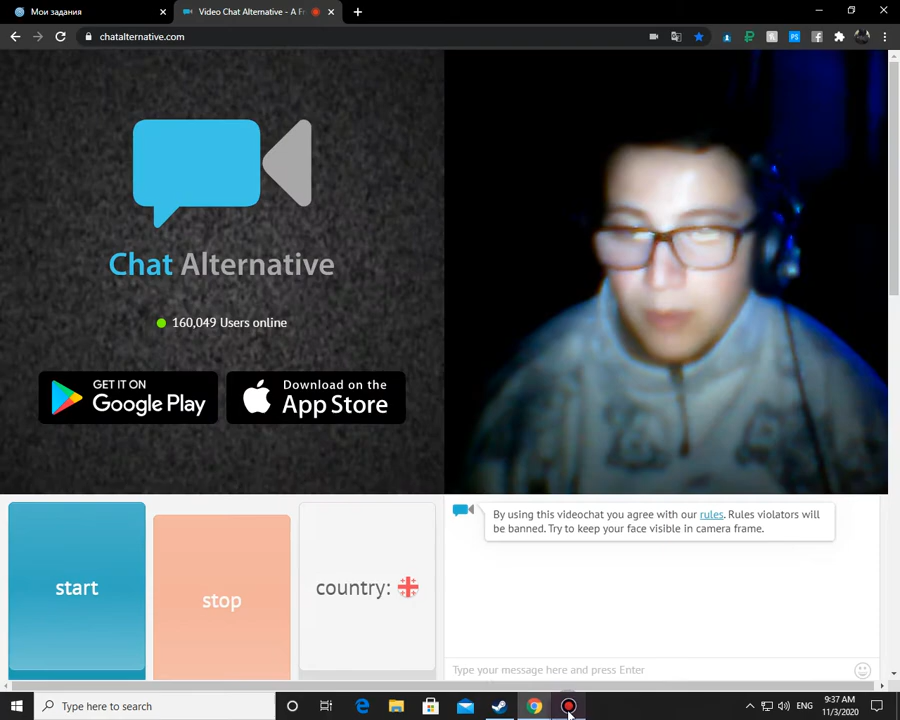 Мои задания
Video Chat Alternative - A Fr
chatalternative.com
Chat Alternative
160,049 Users online
GET IT ON
Google Play
Download on the
App Store
start
stop
country:
By using this videochat you agree with our rules. Rules violators will
be banned. Try to keep your face visible in camera frame.
Type your message here and press Enter
Type here to search
ENG
9:37 AM
11/3/2020